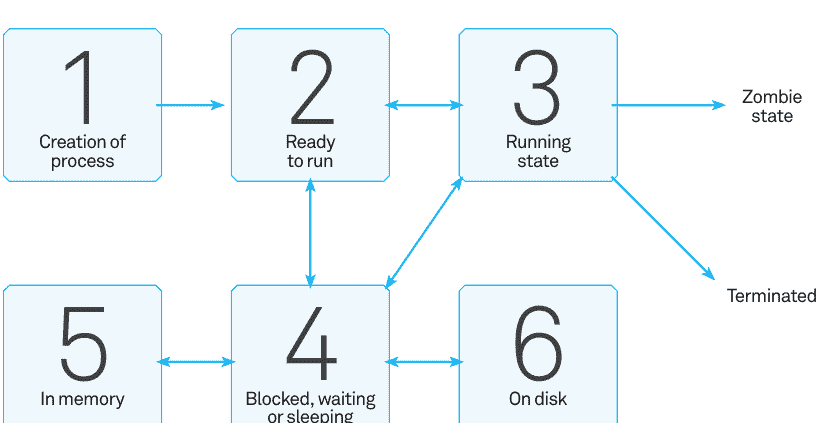 1
Creation of
process
2
Ready
to run
3
Running
state
Zombie
state
Terminated
5
In memory
4
Blocked, waiting
or sleeping
6
On disk